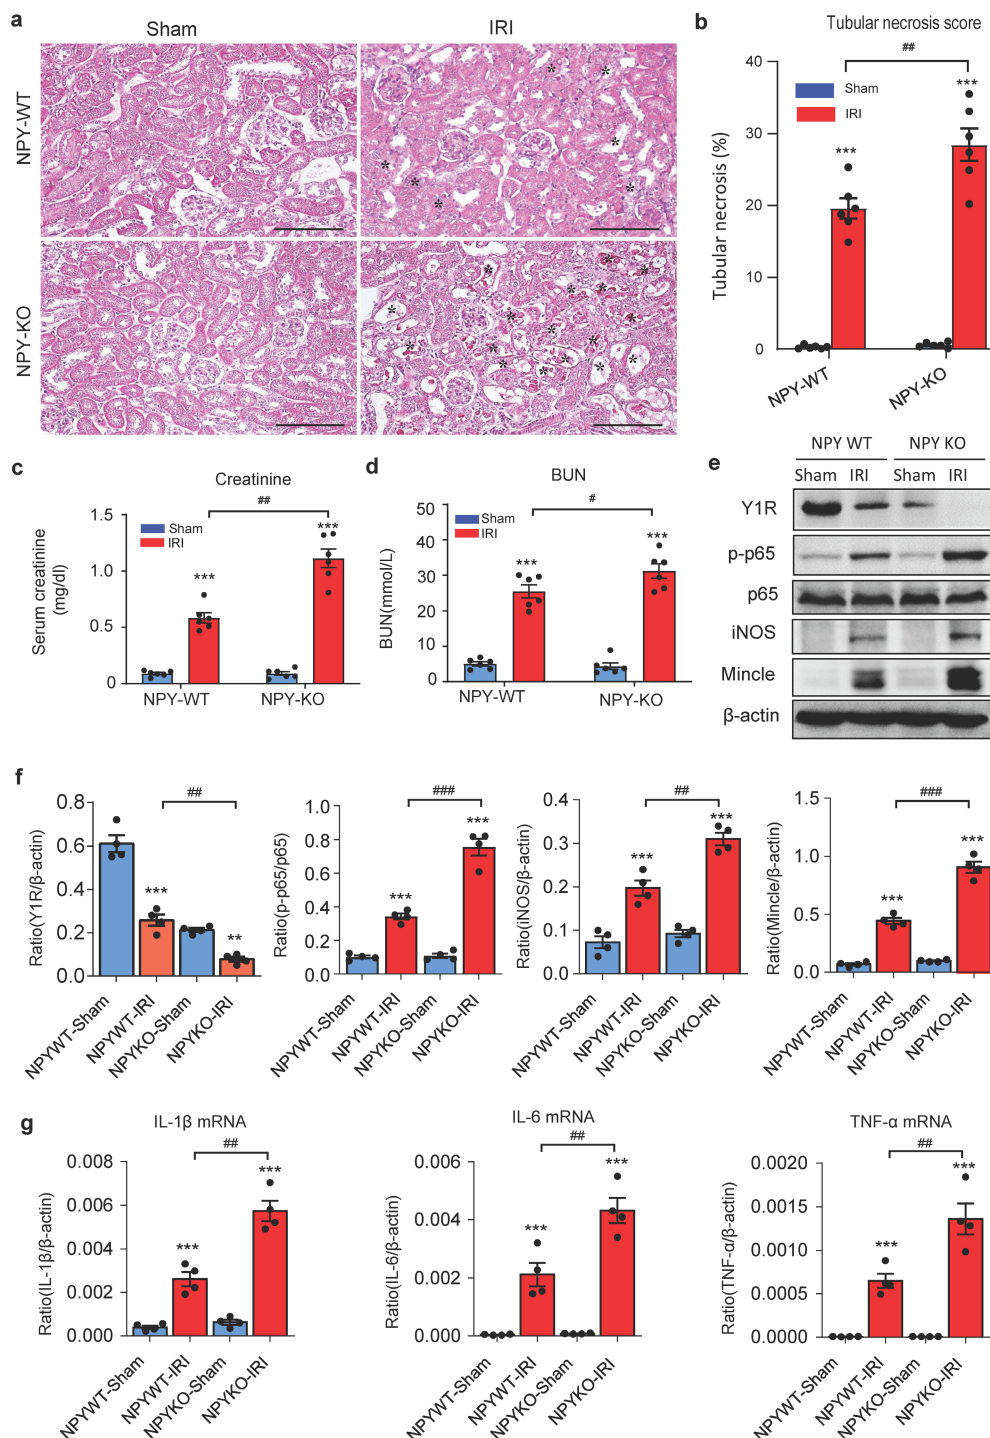 a
Sham
IRI
NPY-WT
NPY-KO
* * * * * * * * *
* * * * * * * * * * * * * * * * * *
b
Tubular necrosis score
##
***
***
Sham
IRI
Tubular necrosis (%)
40
30
20
10
0
NPY-WT
NPY-KO
c
Creatinine
##
***
***
Sham
IRI
Serum creatinine
(mg/dl)
1.5
1.0
0.5
0
NPY-WT
NPY-KO
d
BUN
#
***
***
Sham
IRI
BUN(mmol/L)
50
40
30
20
10
0
NPY-WT
NPY-KO
e
NPY WT NPY KO
Sham IRI Sham IRI
Y1R
p-p65
p65
iNOS
Mincle
β-actin
f
##
***
**
Ratio(Y1R/β-actin)
0.8
0.6
0.4
0.2
0.0
NPYWT-Sham
NPYWT-IRI
NPYKO-Sham
NPYKO-IRI
###
***
***
Ratio(p-p65/p65)
1.0
0.8
0.6
0.4
0.2
0.0
NPYWT-Sham
NPYWT-IRI
NPYKO-Sham
NPYKO-IRI
##
***
***
Ratio(iNOS/β-actin)
0.4
0.3
0.2
0.1
0.0
NPYWT-Sham
NPYWT-IRI
NPYKO-Sham
NPYKO-IRI
###
***
***
Ratio(Mincle/β-actin)
1.5
1.0
0.5
0.0
NPYWT-Sham
NPYWT-IRI
NPYKO-Sham
NPYKO-IRI
g
IL-1β mRNA
##
***
***
Ratio(IL-1β/β-actin)
0.008
0.006
0.004
0.002
0.000
NPYWT-Sham
NPYWT-IRI
NPYKO-Sham
NPYKO-IRI
IL-6 mRNA
##
***
***
Ratio(IL-6/β-actin)
0.006
0.004
0.002
0.000
NPYWT-Sham
NPYWT-IRI
NPYKO-Sham
NPYKO-IRI
TNF-α mRNA
##
***
***
Ratio(TNF-α/β-actin)
0.0020
0.0015
0.0010
0.0005
0.0000
NPYWT-Sham
NPYWT-IRI
NPYKO-Sham
NPYKO-IRI